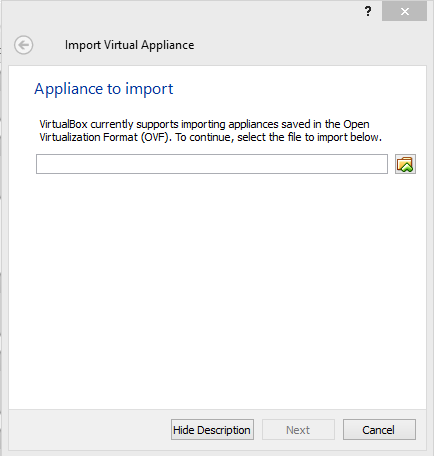 ?
Import Virtual Appliance
Appliance to import
VirtualBox currently supports importing appliances saved in the Open
Virtualization Format (OVF). To continue, select the file to import below.
Hide Description Next Cancel